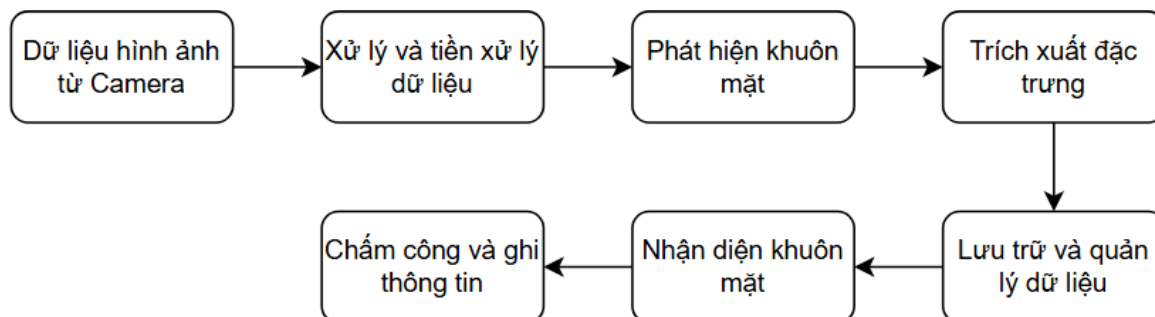 Dữ liệu hình ảnh
từ Camera
Xử lý và tiền xử lý
dữ liệu
Phát hiện khuôn
mặt
Trích xuất đặc
trưng
Lưu trữ và quản
lý dữ liệu
Nhận diện khuôn
mặt
Chấm công và ghi
thông tin